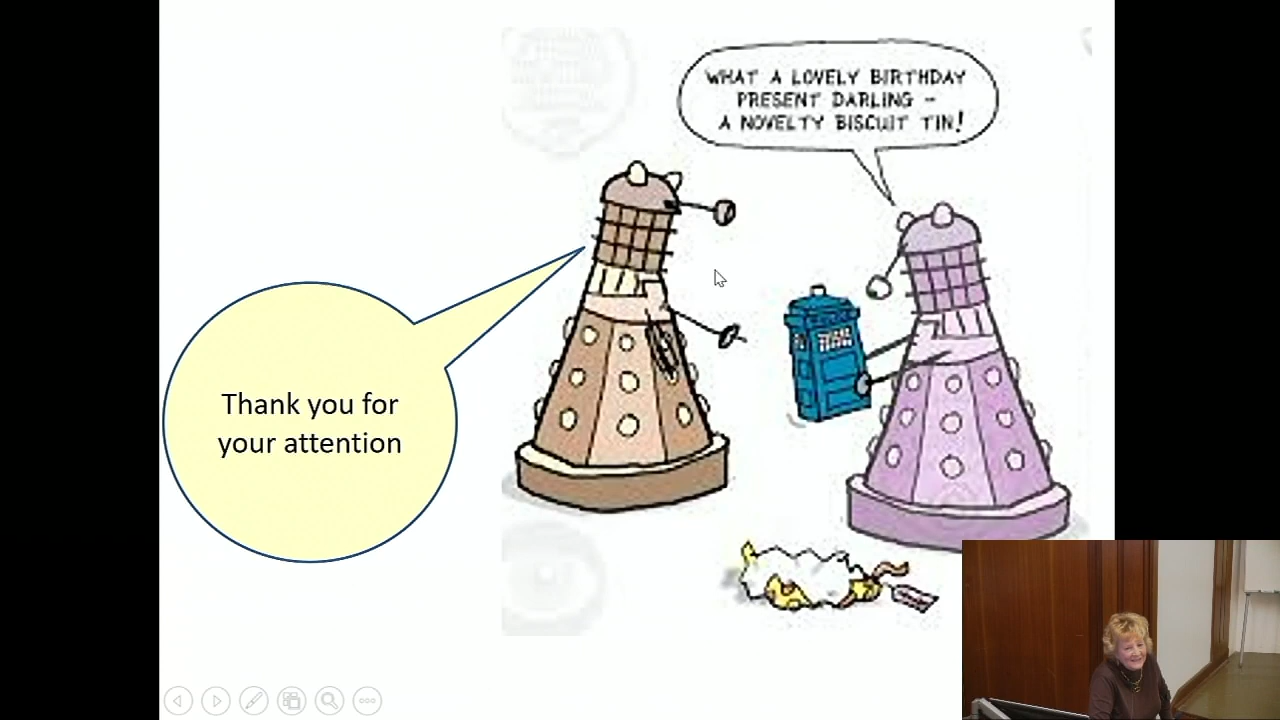 WHAT A LOVELY BIRTHDAY
PRESENT DARLING -
A NOVELTY BISCUIT TIN!
Thank you for
your attention